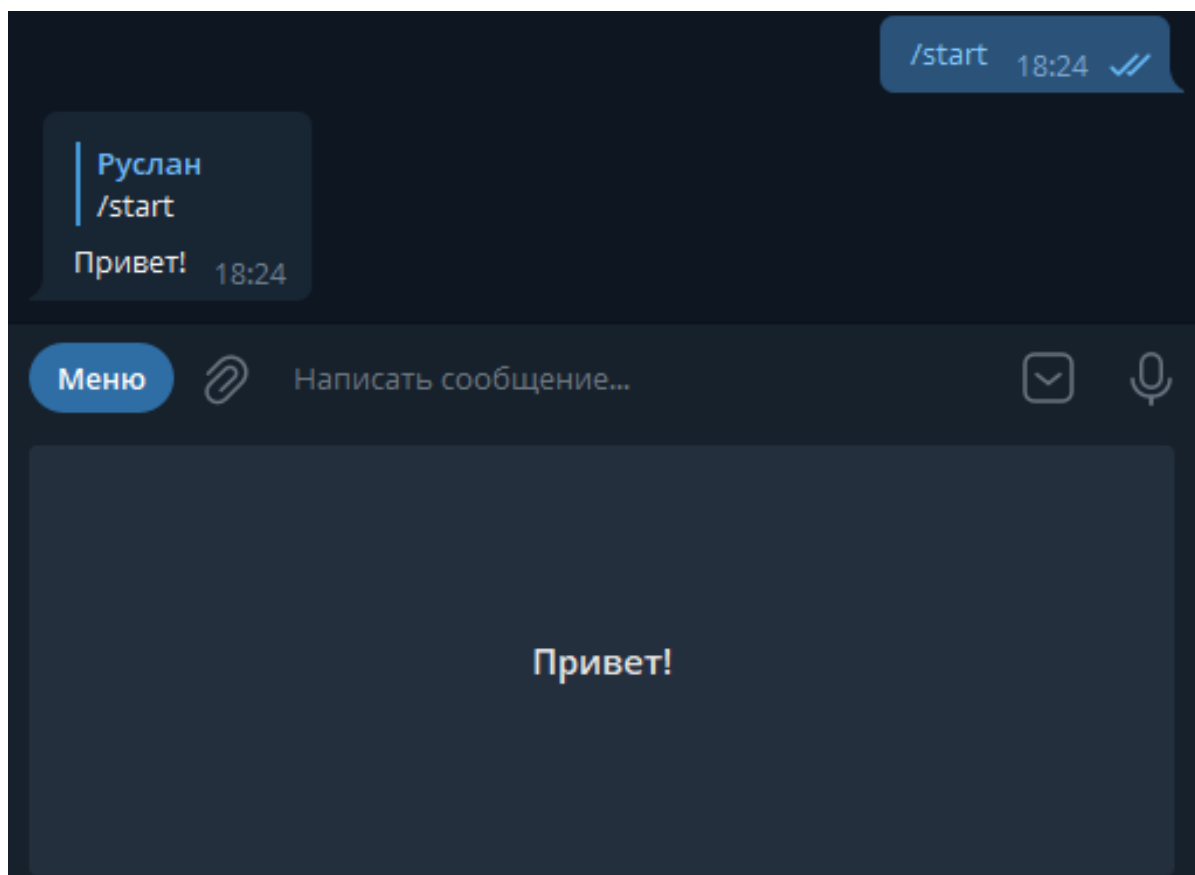 /start 18:24
Руслан
/start
Привет! 18:24
Меню Написать сообщение...
Привет!